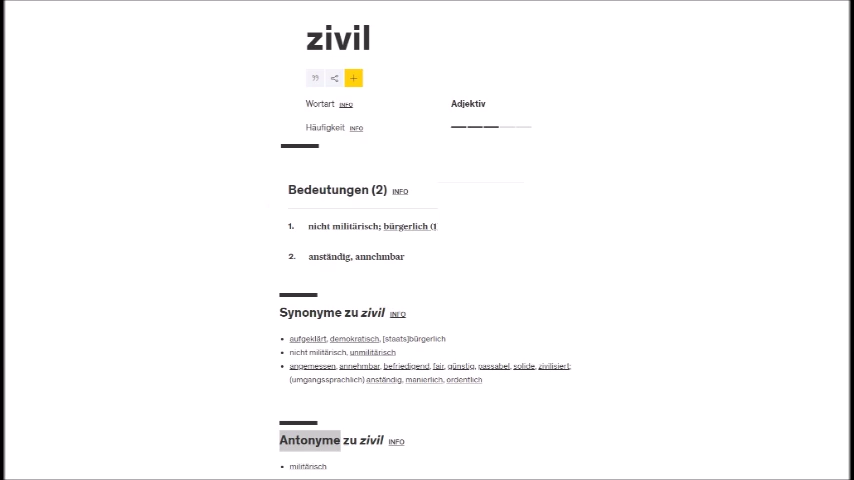 zivil
Wortart INFO Adjektiv
Häufigkeit INFO
Bedeutungen (2) INFO
1. nicht militärisch; bürgerlich (1
2. anständig, annehmbar
Synonyme zu zivil INFO
• aufgeklärt, demokratisch, [staats]bürgerlich
• nicht militärisch, unmilitärisch
• angemessen, annehmbar, befriedigend, fair, günstig, passabel, solide, zivilisiert;
(umgangssprachlich) anständig, manierlich, ordentlich
Antonyme zu zivil INFO
• militärisch